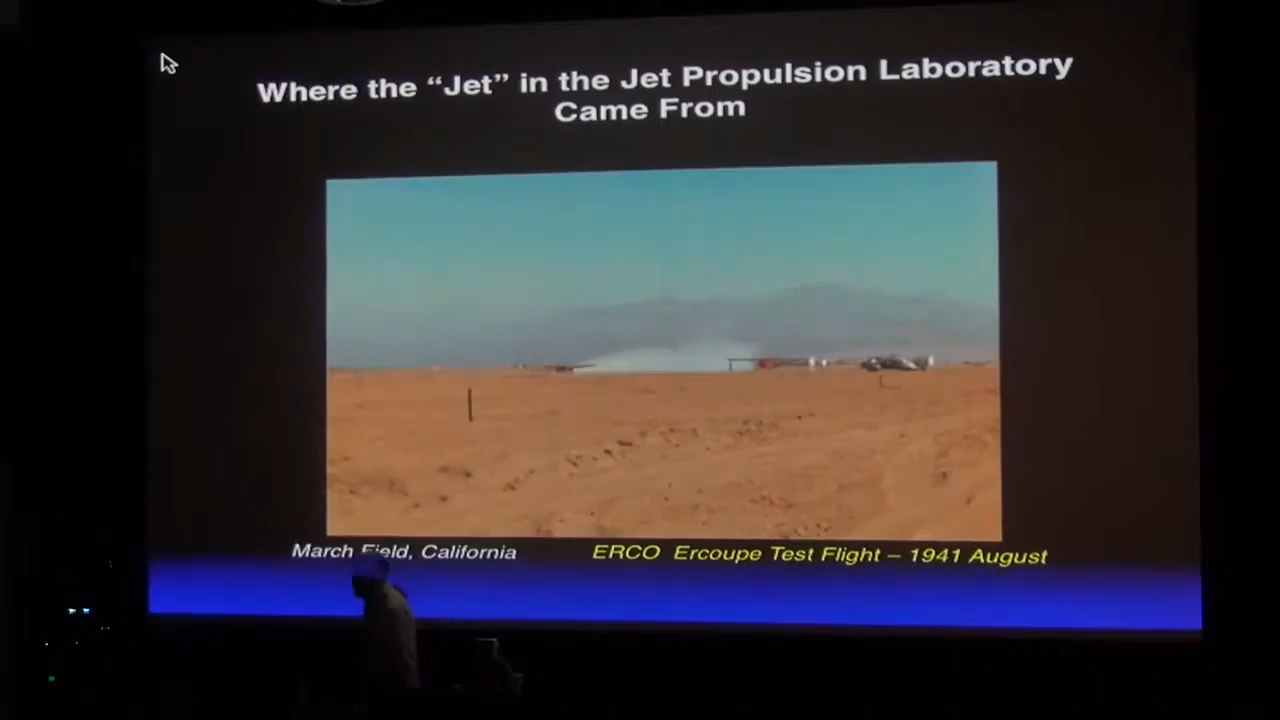 Where the “Jet” in the Jet Propulsion Laboratory
Came From
March Field, California
ERCO Ercoupe Test Flight – 1941 August